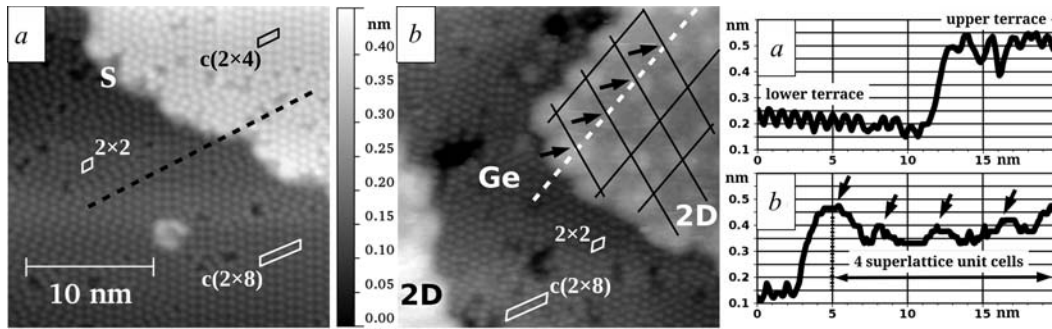 a
c(2×4)
S
2×2
c(2×8)
10 nm
nm
0.40
0.30
0.25
0.20
0.15
0.10
0.05
0.00
b
Ge
2D
2×2
c(2×8)
2D
nm
upper terrace
0.5
a
0.4
lower terrace
0.3
0.2
0.1
0 5 10 15 nm
nm
b
0.5
0.4
0.3
4 superlattice unit cells
0.2
0.1
0 5 10 15 nm